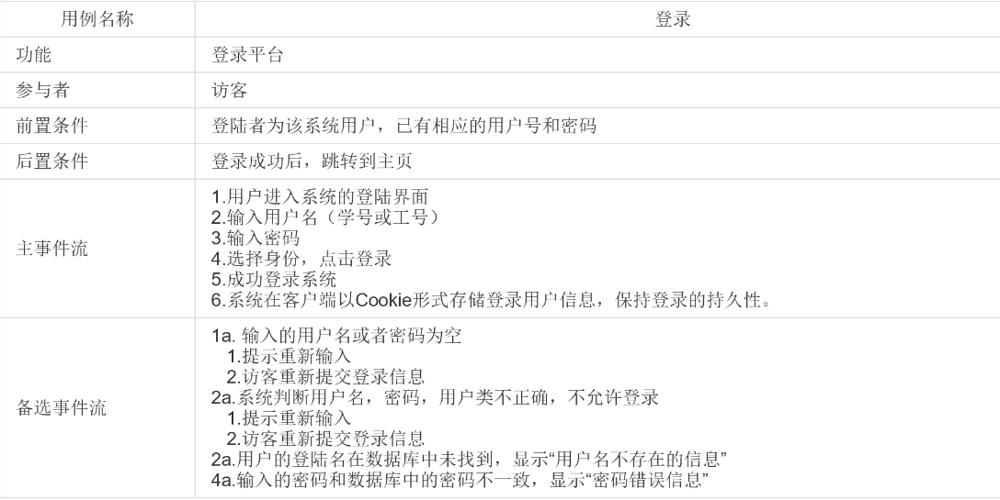 用例名称 登录
功能 登录平台
参与者 访客
前置条件 登陆者为该系统用户，已有相应的用户号和密码
后置条件 登录成功后，跳转到主页
主事件流
1.用户进入系统的登陆界面
2.输入用户名（学号或工号）
3.输入密码
4.选择身份，点击登录
5.成功登录系统
6.系统在客户端以Cookie形式存储登录用户信息，保持登录的持久性。
备选事件流
1a. 输入的用户名或者密码为空
1.提示重新输入
2.访客重新提交登录信息
2a.系统判断用户名，密码，用户类不正确，不允许登录
1.提示重新输入
2.访客重新提交登录信息
2a.用户的登陆名在数据库中未找到，显示“用户名不存在的信息”
4a.输入的密码和数据库中的密码不一致，显示“密码错误信息”